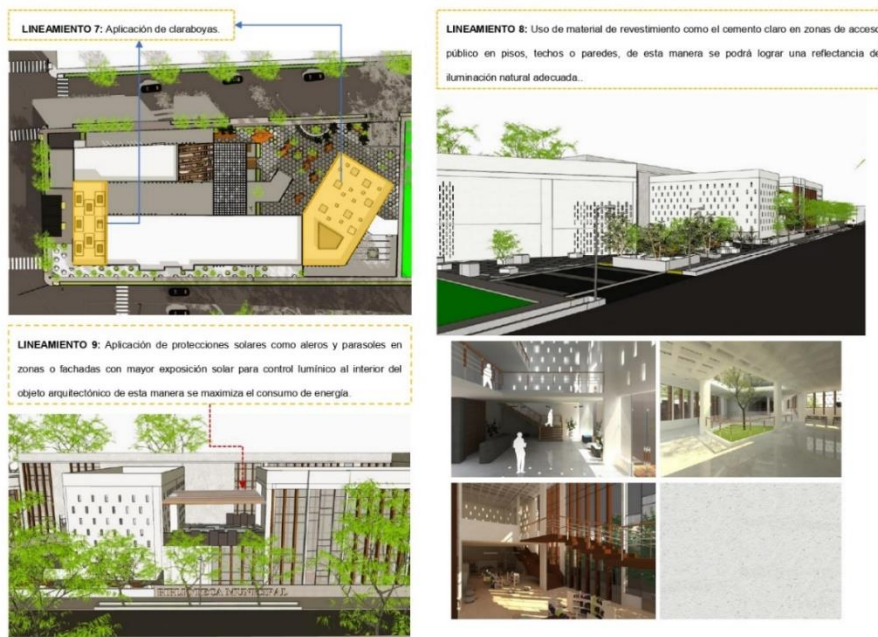 LINEAMIENTO 7: Aplicación de claraboyas.
LINEAMIENTO 8: Uso de material de revestimiento como el cemento claro en zonas de acceso
público en pisos, techos o paredes, de esta manera se podrá lograr una reflectancia de
iluminación natural adecuada..
LINEAMIENTO 9: Aplicación de protecciones solares como aleros y parasoles en
zonas o fachadas con mayor exposición solar para control lumínico al interior del
objeto arquitectónico de esta manera se maximiza el consumo de energía.
BIBLIOTECA MUNICIPAL